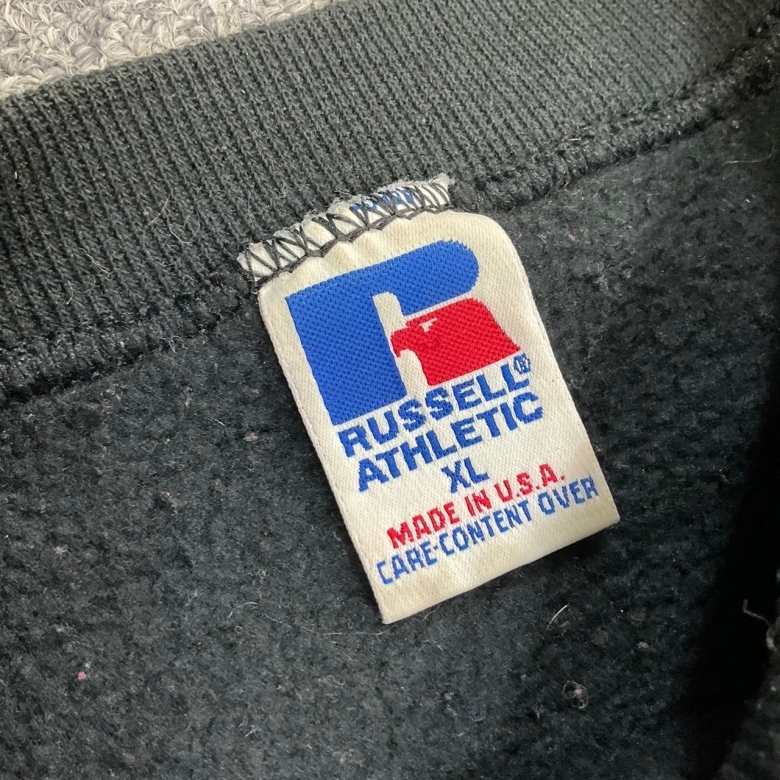 RUSSELL®
ATHLETIC
XL
MADE IN U.S.A.
CARE-CONTENT OVER